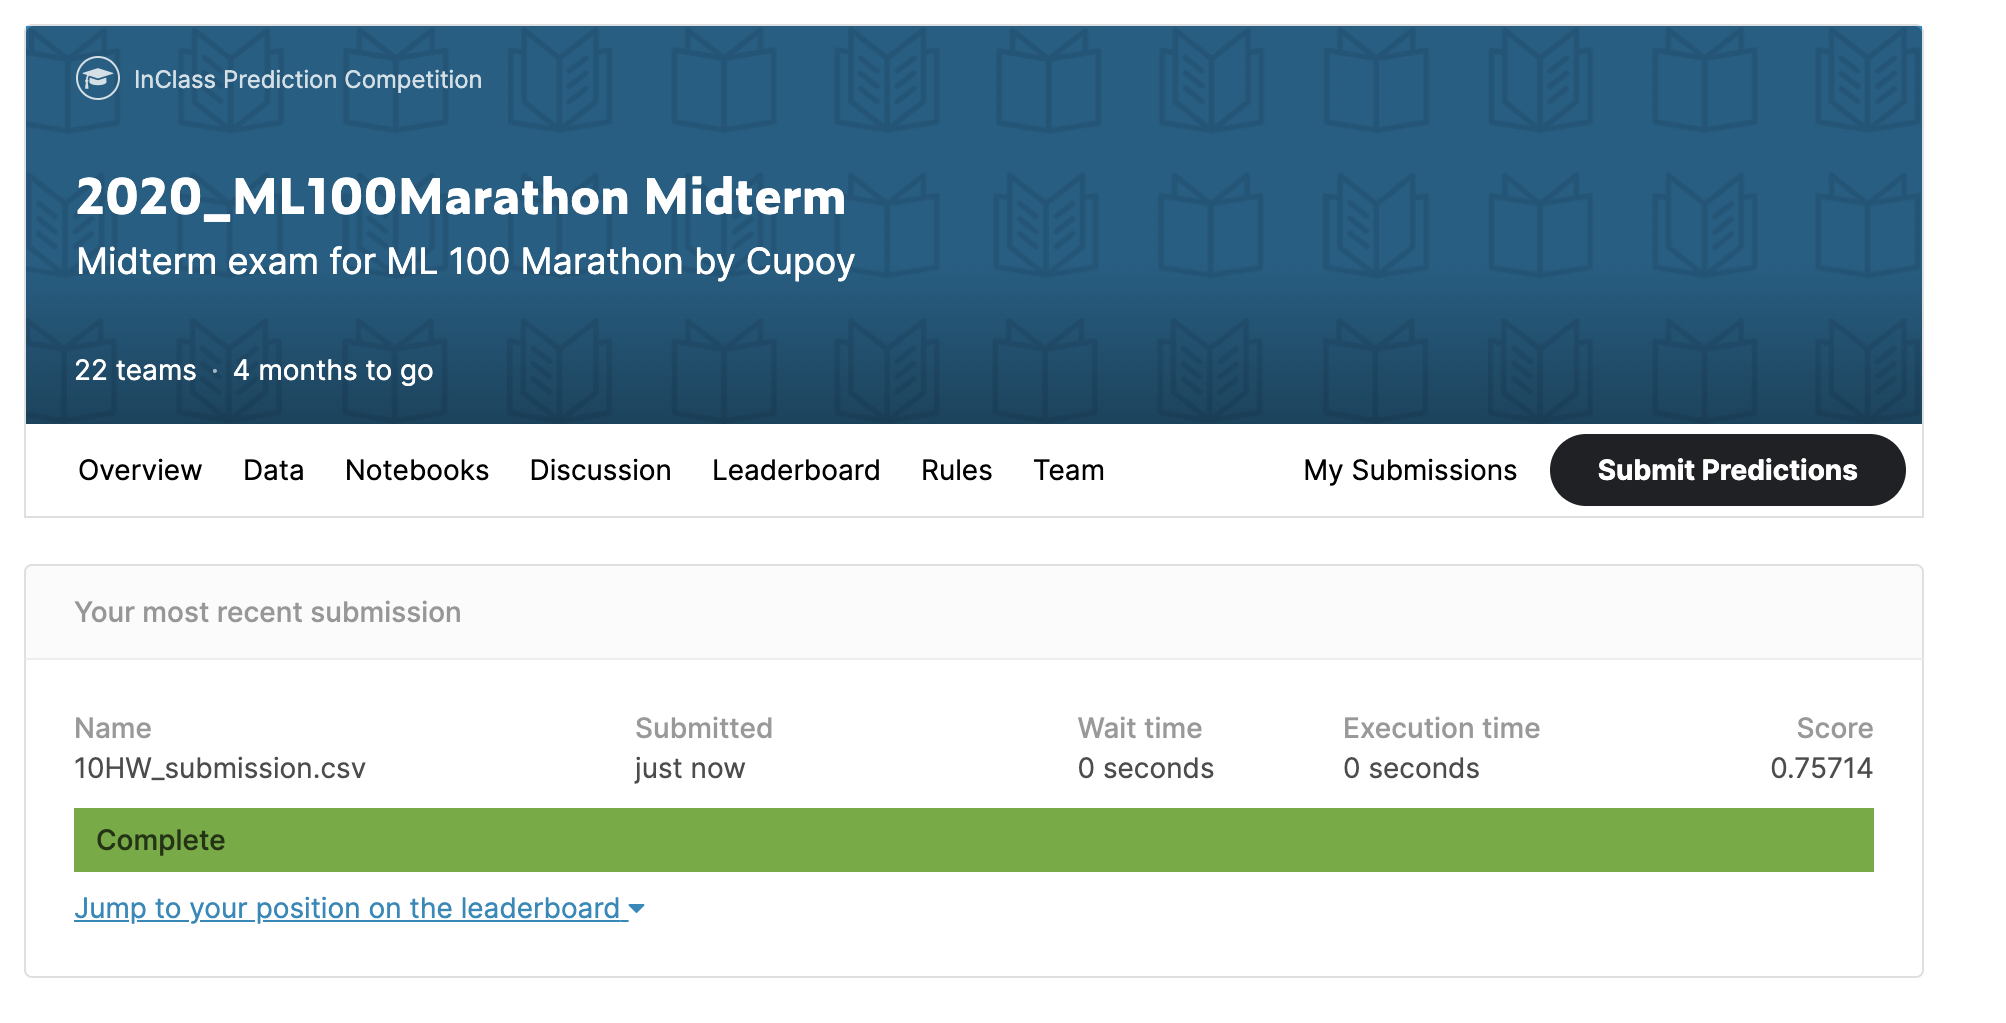 InClass Prediction Competition
2020_ML100Marathon Midterm
Midterm exam for ML 100 Marathon by Cupoy
22 teams · 4 months to go
Overview Data Notebooks Discussion Leaderboard Rules Team My Submissions Submit Predictions
Your most recent submission
Name Submitted Wait time Execution time Score
10HW_submission.csv just now 0 seconds 0 seconds 0.75714
Complete
Jump to your position on the leaderboard